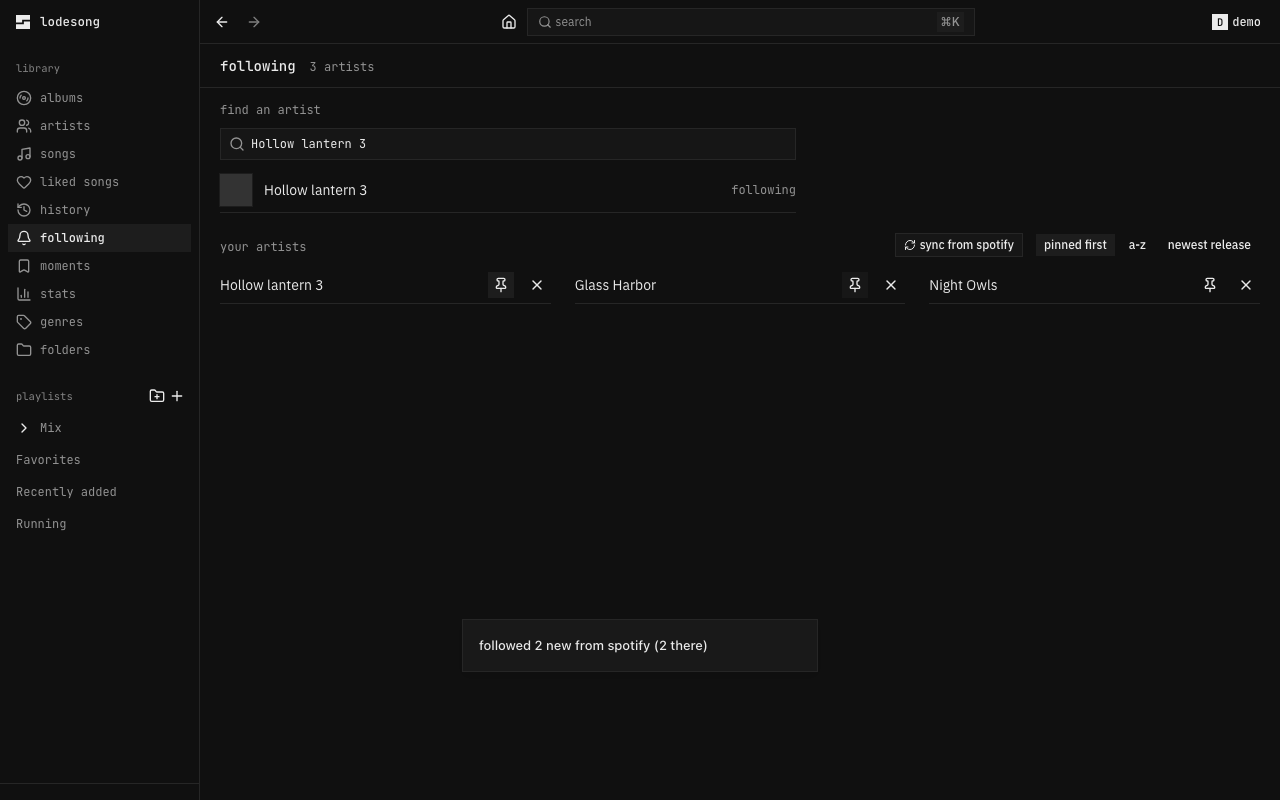 lodesong
search
⌘K
D
demo
library
albums
artists
songs
liked songs
history
following
moments
stats
genres
folders
playlists
Mix
Favorites
Recently added
Running
following 3 artists
find an artist
Hollow lantern 3
Hollow lantern 3
following
your artists
sync from spotify
pinned first
a-z
newest release
Hollow lantern 3
Glass Harbor
Night Owls
followed 2 new from spotify (2 there)